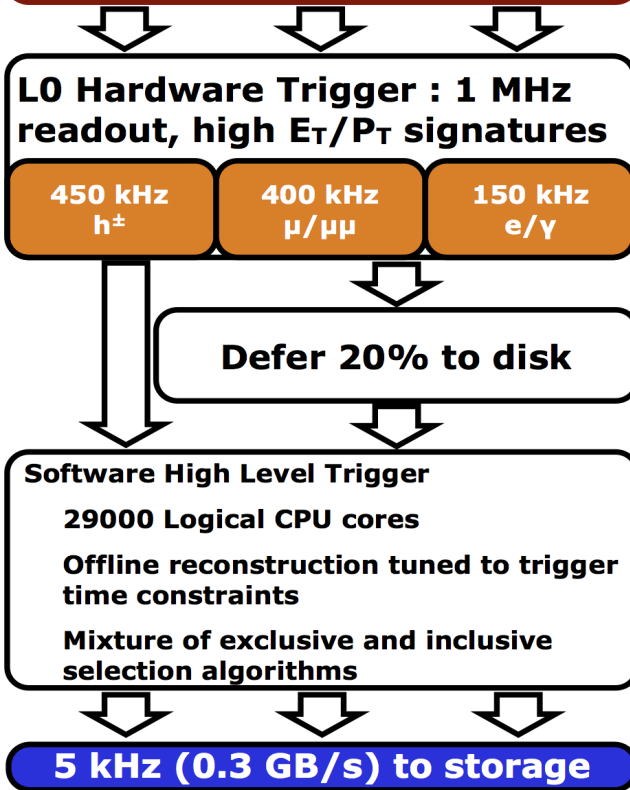 L0 Hardware Trigger : 1 MHz
readout, high E_T/P_T signatures
450 kHz
h±
400 kHz
μ/μμ
150 kHz
e/γ
Defer 20% to disk
Software High Level Trigger
29000 Logical CPU cores
Offline reconstruction tuned to trigger
time constraints
Mixture of exclusive and inclusive
selection algorithms
5 kHz (0.3 GB/s) to storage